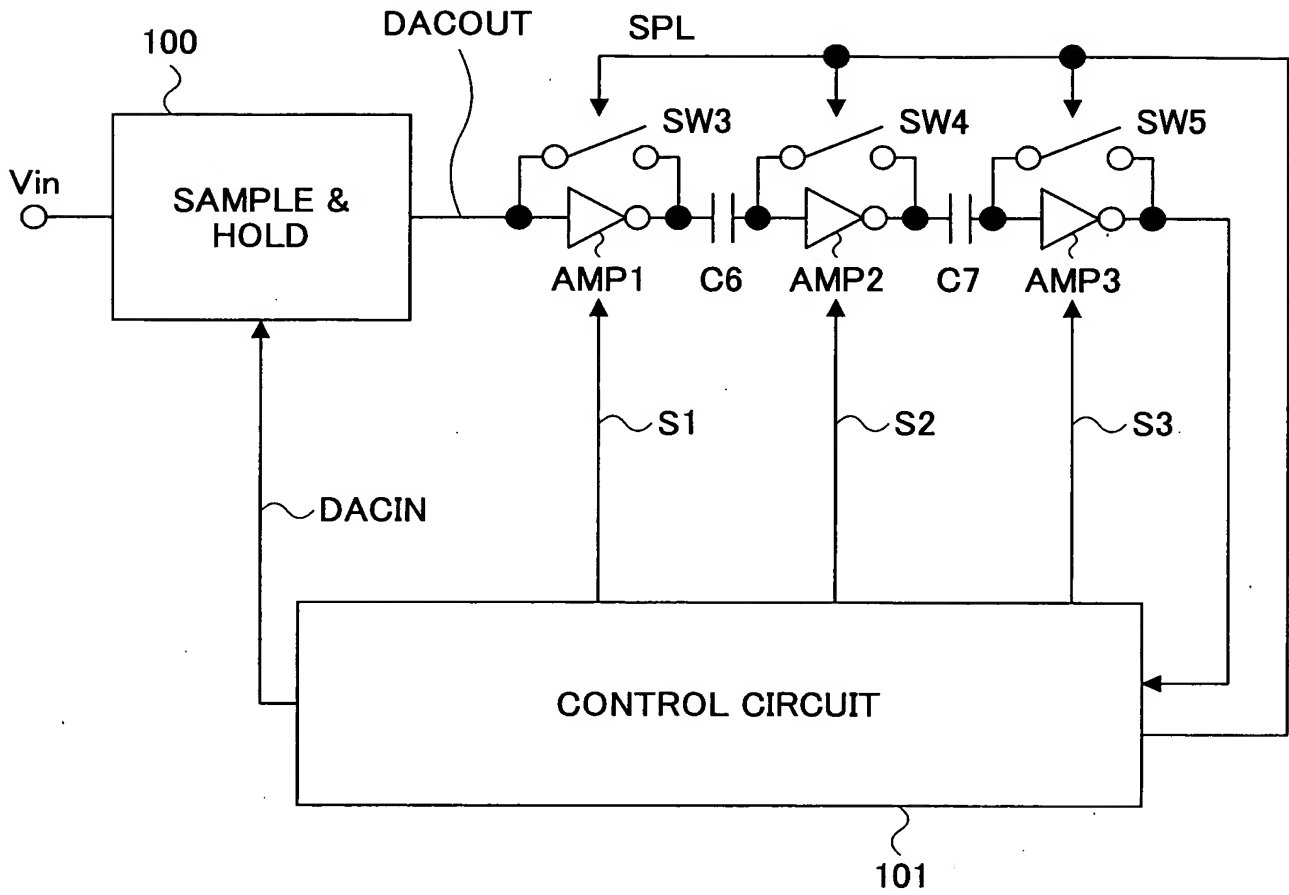 DACOUT
SPL
100
SW3
SW4
SW5
Vin
SAMPLE &
HOLD
AMP1
C6
AMP2
C7
AMP3
S1
S2
S3
DACIN
CONTROL CIRCUIT
101